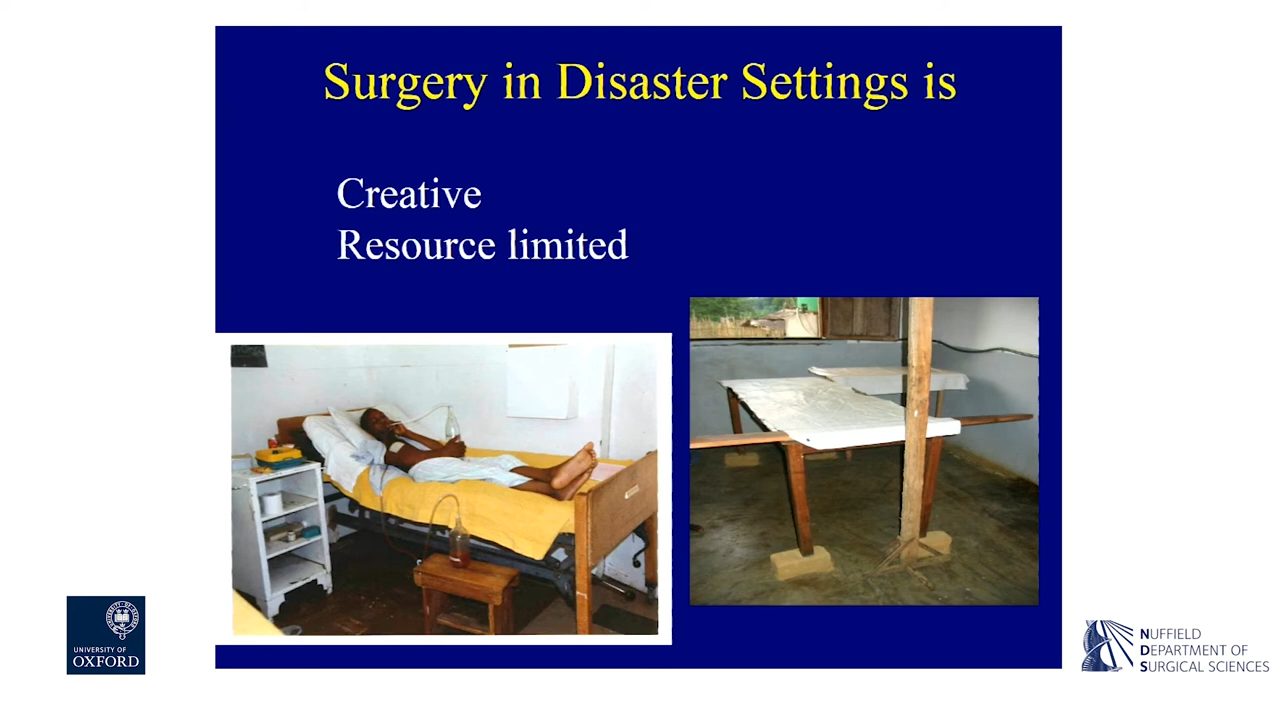 Surgery in Disaster Settings is
Creative
Resource limited
UNIVERSITY OF
OXFORD
NUFFIELD
DEPARTMENT OF
SURGICAL SCIENCES